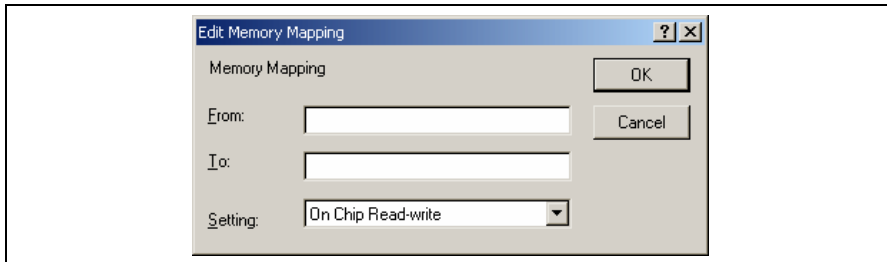 Edit Memory Mapping
Memory Mapping
OK
From:
Cancel
To:
Setting:
On Chip Read-write